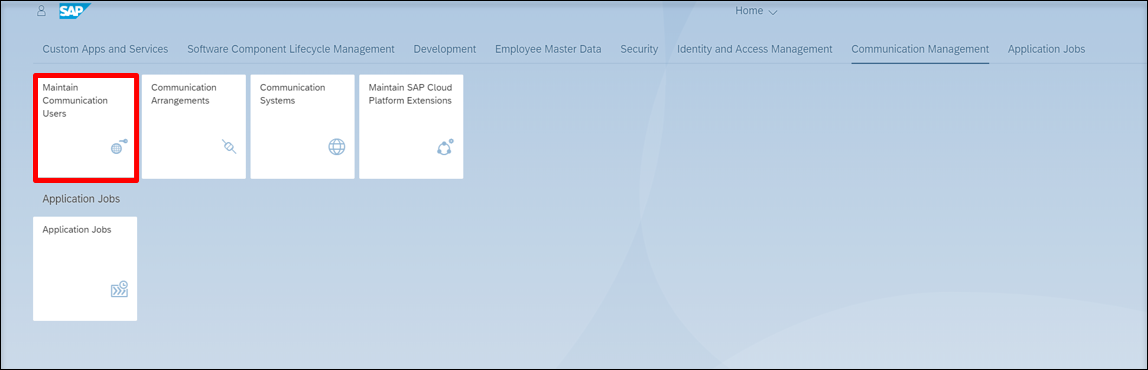 SAP
Home
Custom Apps and Services
Software Component Lifecycle Management
Development
Employee Master Data
Security
Identity and Access Management
Communication Management
Application Jobs
Maintain
Communication
Users
Communication
Arrangements
Communication
Systems
Maintain SAP Cloud
Platform Extensions
Application Jobs
Application Jobs